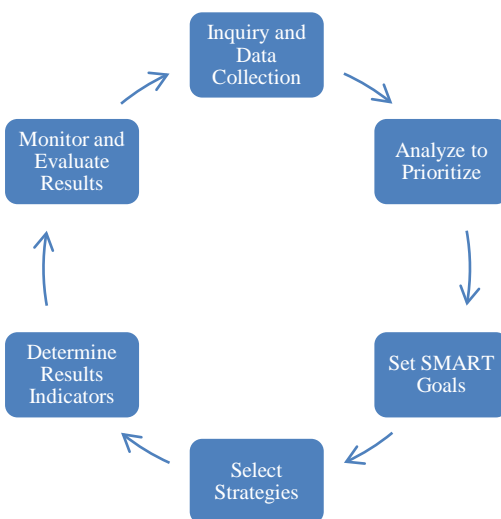 Inquiry and
Data
Collection
Analyze to
Prioritize
Set SMART
Goals
Select
Strategies
Determine
Results
Indicators
Monitor and
Evaluate
Results